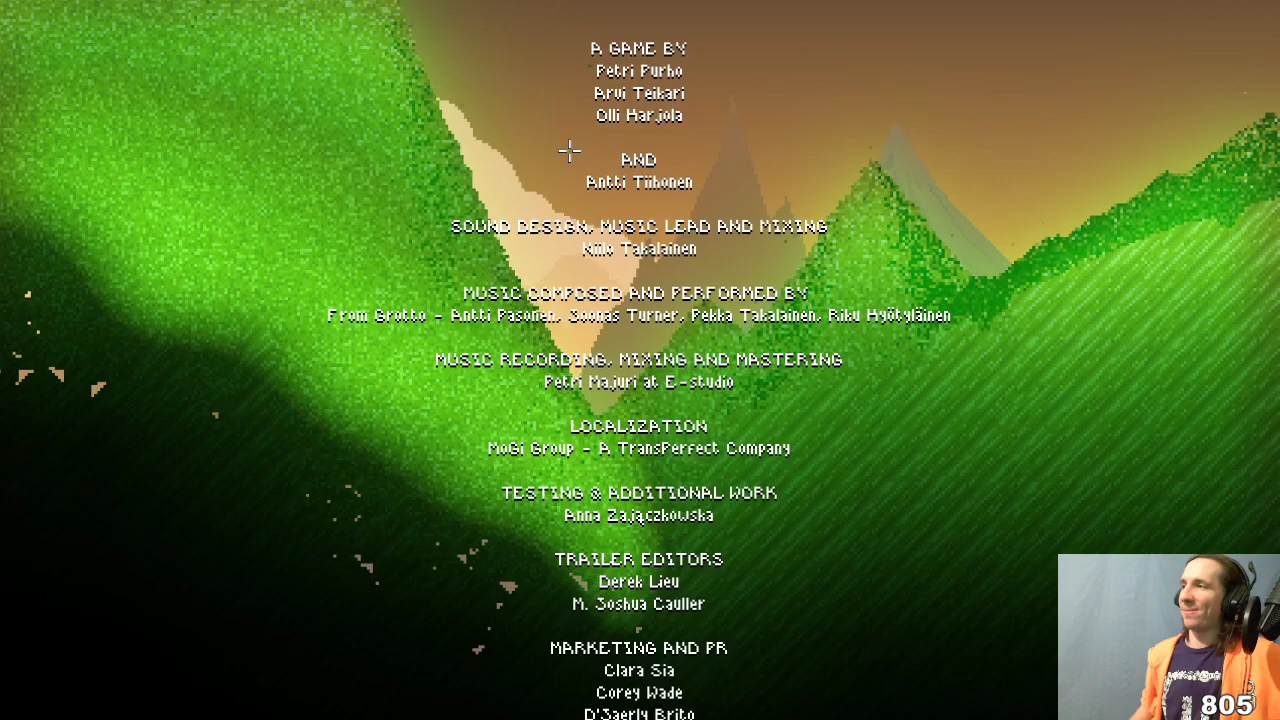 A GAME BY
Petri Purho
Arvi Teikari
Olli Harjola
AND
Antti Tiihonen
SOUND DESIGN, MUSIC LEAD AND MIXING
Niilo Takalainen
MUSIC COMPOSED AND PERFORMED BY
From Grotto - Antti Pasonen, Joonas Turner, Pekka Takalainen, Riku Hyötyläinen
MUSIC RECORDING, MIXING AND MASTERING
Petri Majuri at E-studio
LOCALIZATION
MoGi Group - A TransPerfect Company
TESTING & ADDITIONAL WORK
Anna Zajączkowska
TRAILER EDITORS
Derek Lieu
M. Joshua Cauller
MARKETING AND PR
Clara Sia
Corey Wade
D'Jaerly Brito
805